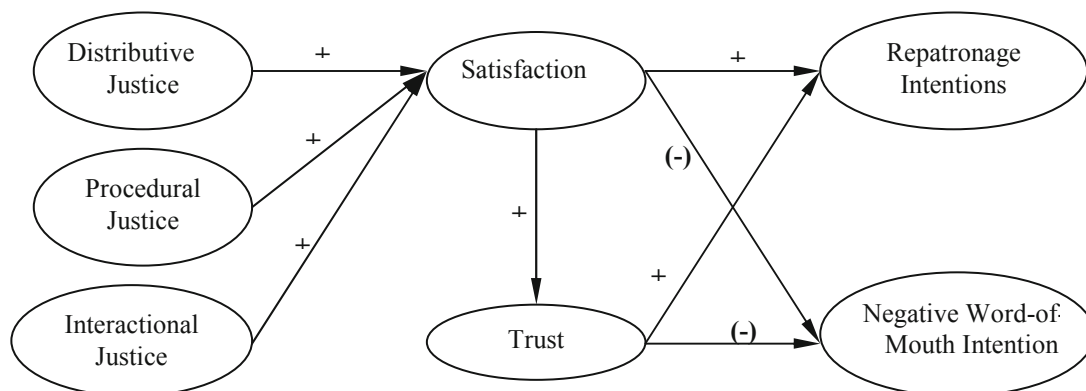 Distributive
Justice
+
Satisfaction
+
Repatronage
Intentions
+
(-)
Procedural
Justice
+
+
+
Interactional
Justice
Trust
(-)
Negative Word-of-
Mouth Intention